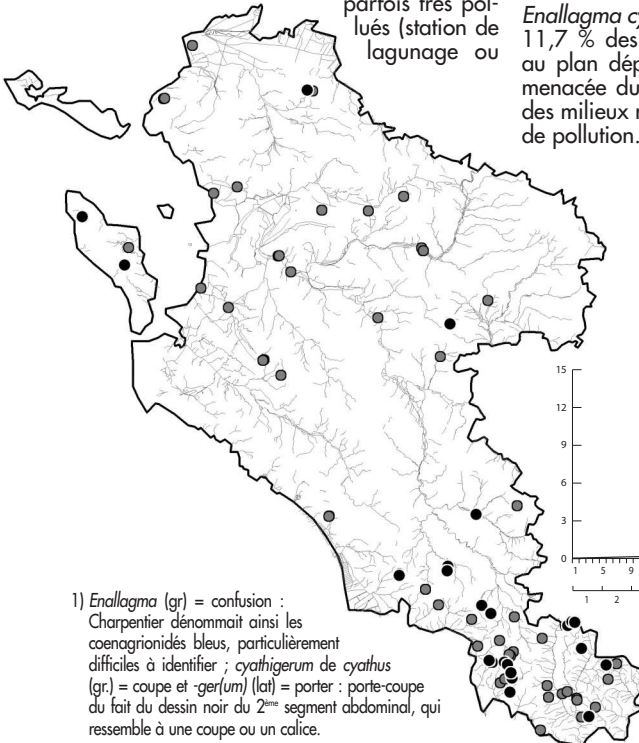 parfois très pol-
lués (station de
lagunage ou
Enallagma cy
11,7 % des
au plan dép
menacée du
des milieux r
de pollution.
15
12
9
6
3
0
1 5 9
1 2
1) Enallagma (gr) = confusion :
Charpentier dénommait ainsi les
coenagrionidés bleus, particulièrement
difficiles à identifier ; cyathigerum de cyathus
(gr.) = coupe et -ger(um) (lat) = porter : porte-coupe
du fait du dessin noir du 2ème segment abdominal, qui
ressemble à une coupe ou un calice.